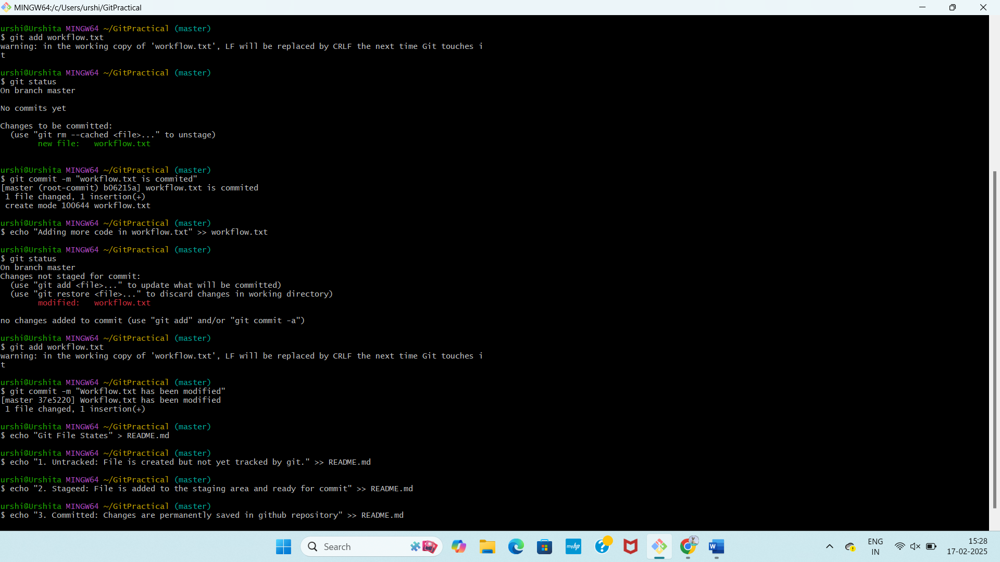 MINGW64:/c/Users/urshi/GitPractical
urshi@Urshita MINGW64 ~/GitPractical (master)
$ git add workflow.txt
warning: in the working copy of 'workflow.txt', LF will be replaced by CRLF the next time Git touches i
t
urshi@Urshita MINGW64 ~/GitPractical (master)
$ git status
On branch master
No commits yet
Changes to be committed:
  (use "git rm --cached <file>..." to unstage)
        new file:   workflow.txt
urshi@Urshita MINGW64 ~/GitPractical (master)
$ git commit -m "workflow.txt is commited"
[master (root-commit) b06215a] workflow.txt is commited
 1 file changed, 1 insertion(+)
 create mode 100644 workflow.txt
urshi@Urshita MINGW64 ~/GitPractical (master)
$ echo "Adding more code in workflow.txt" >> workflow.txt
urshi@Urshita MINGW64 ~/GitPractical (master)
$ git status
On branch master
Changes not staged for commit:
  (use "git add <file>..." to update what will be committed)
  (use "git restore <file>..." to discard changes in working directory)
        modified:   workflow.txt
no changes added to commit (use "git add" and/or "git commit -a")
urshi@Urshita MINGW64 ~/GitPractical (master)
$ git add workflow.txt
warning: in the working copy of 'workflow.txt', LF will be replaced by CRLF the next time Git touches i
t
urshi@Urshita MINGW64 ~/GitPractical (master)
$ git commit -m "Workflow.txt has been modified"
[master 37e5220] Workflow.txt has been modified
 1 file changed, 1 insertion(+)
urshi@Urshita MINGW64 ~/GitPractical (master)
$ echo "Git File States" > README.md
urshi@Urshita MINGW64 ~/GitPractical (master)
$ echo "1. Untracked: File is created but not yet tracked by git." >> README.md
urshi@Urshita MINGW64 ~/GitPractical (master)
$ echo "2. Stageed: File is added to the staging area and ready for commit" >> README.md
urshi@Urshita MINGW64 ~/GitPractical (master)
$ echo "3. Committed: Changes are permanently saved in github repository" >> README.md
Search
myhp
W
ENG
IN
15:28
17-02-2025